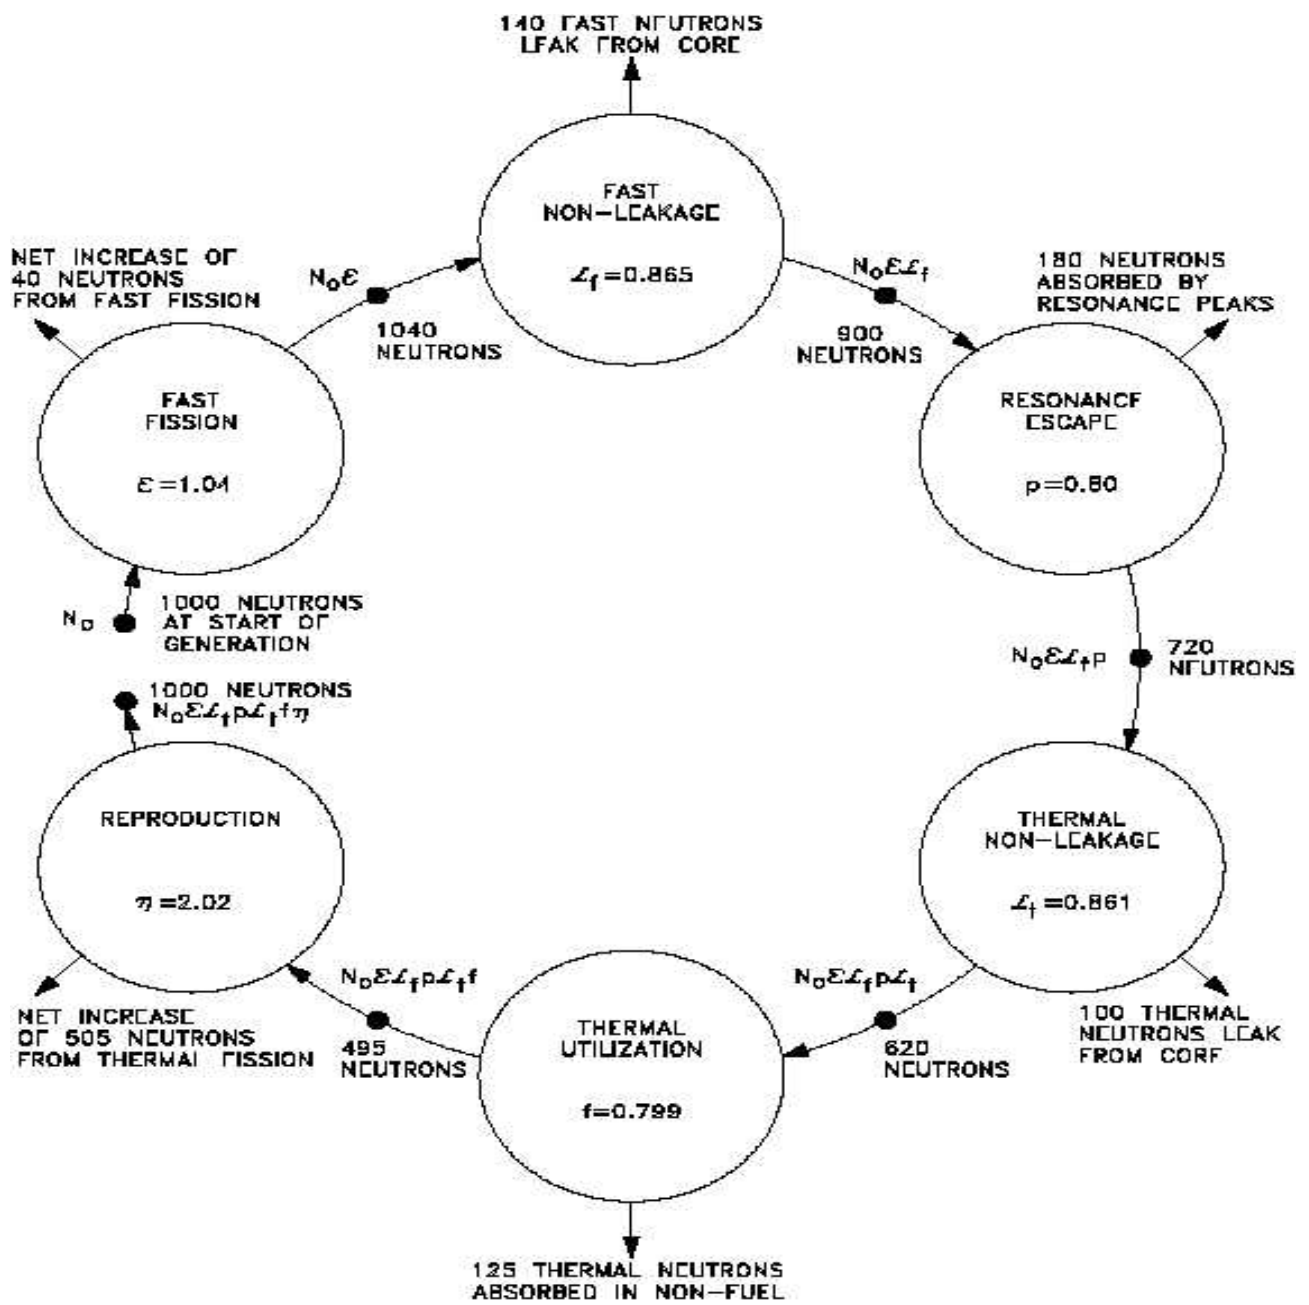 140 FAST NEUTRONS
LEAK FROM CORE
FAST
NON-LEAKAGE
ℒf=0.865
NET INCREASE OF
40 NEUTRONS
FROM FAST FISSION
N₀ε
1040
NEUTRONS
N₀εℒf
900
NEUTRONS
180 NEUTRONS
ABSORBED BY
RESONANCE PEAKS
FAST
FISSION
ε=1.04
RESONANCE
ESCAPE
p=0.80
N₀
1000 NEUTRONS
AT START OF
GENERATION
N₀εℒfp
720
NEUTRONS
1000 NEUTRONS
N₀εℒfpℒtfη
REPRODUCTION
η=2.02
THERMAL
NON-LEAKAGE
ℒt=0.861
NET INCREASE
OF 505 NEUTRONS
FROM THERMAL FISSION
N₀εℒfpℒtf
495
NEUTRONS
THERMAL
UTILIZATION
f=0.799
N₀εℒfpℒt
620
NEUTRONS
100 THERMAL
NEUTRONS LEAK
FROM CORE
125 THERMAL NEUTRONS
ABSORBED IN NON-FUEL